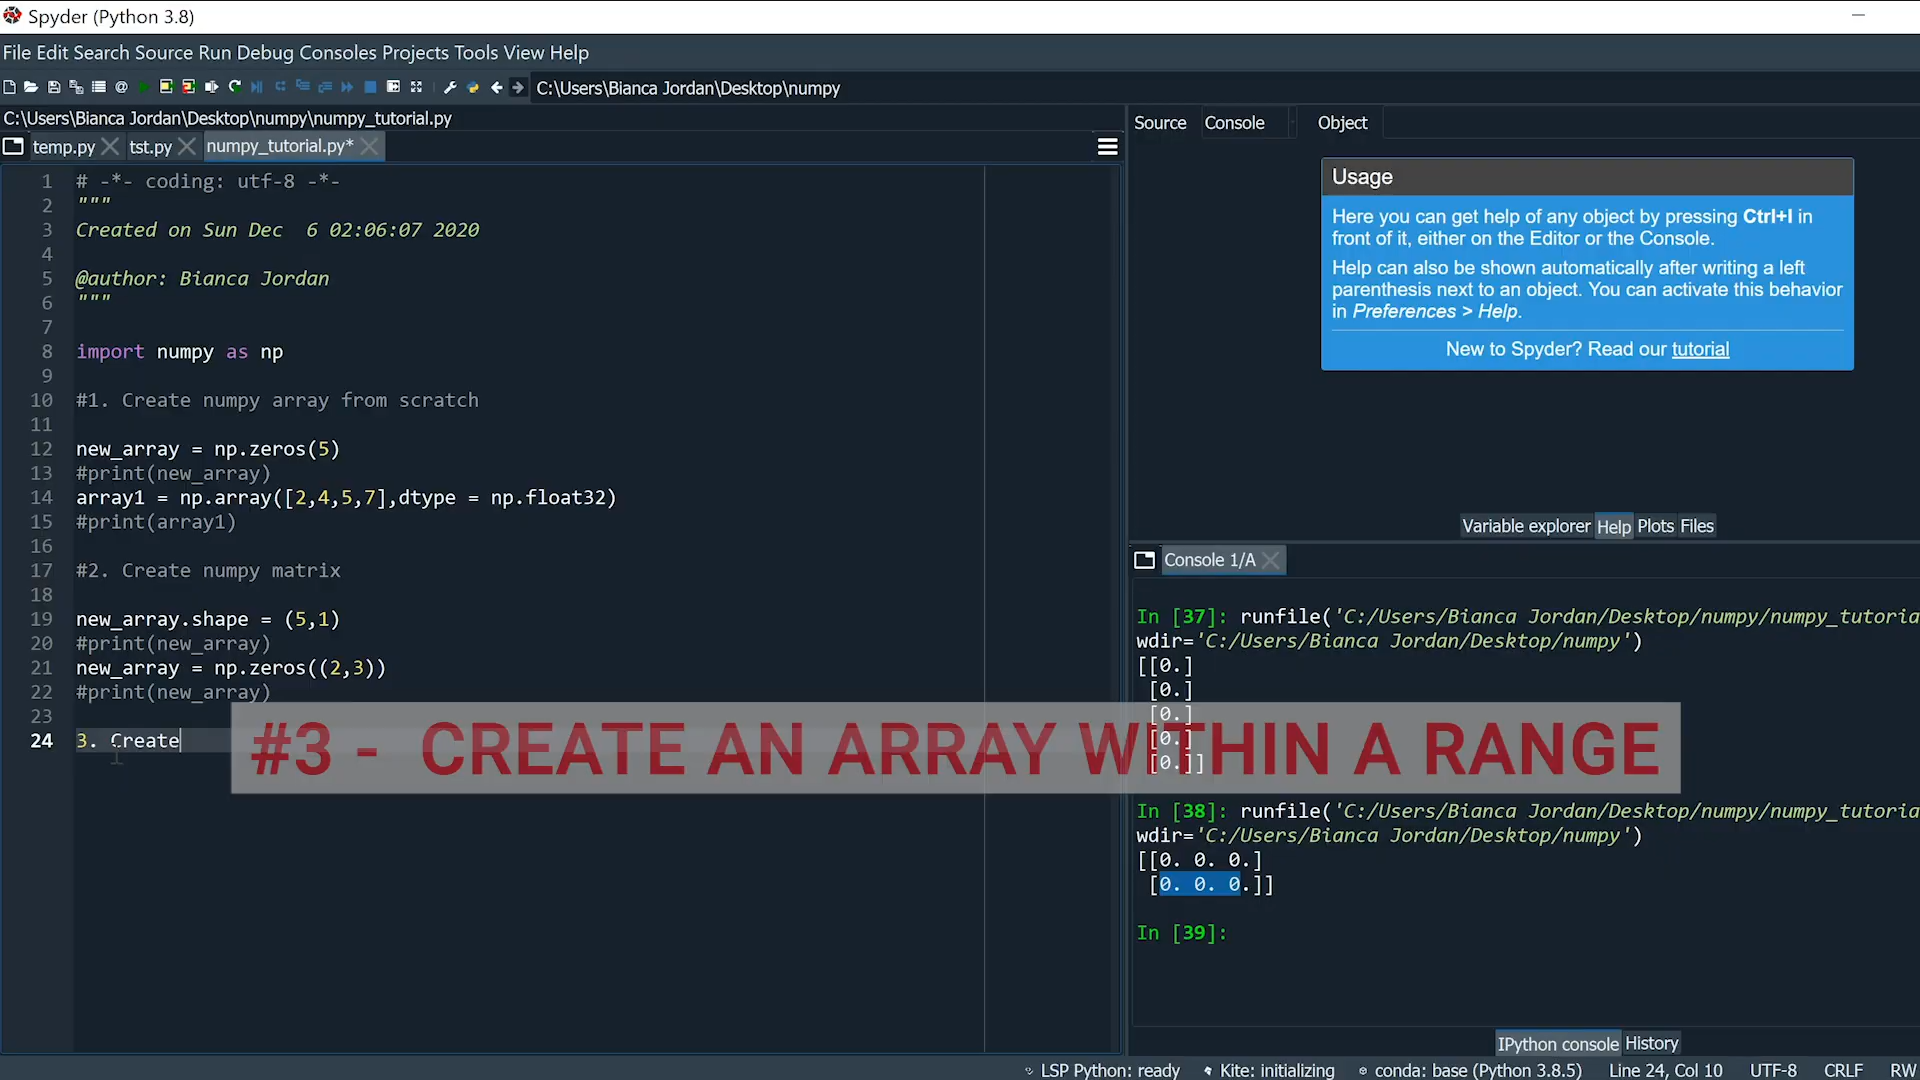 Spyder (Python 3.8)
File Edit Search Source Run Debug Consoles Projects Tools View Help
C:\Users\Bianca Jordan\Desktop\numpy
C:\Users\Bianca Jordan\Desktop\numpy\numpy_tutorial.py
temp.py tst.py numpy_tutorial.py*
1 # -*- coding: utf-8 -*-
2 """
3 Created on Sun Dec  6 02:06:07 2020
4
5 @author: Bianca Jordan
6 """
7
8 import numpy as np
9
10 #1. Create numpy array from scratch
11
12 new_array = np.zeros(5)
13 #print(new_array)
14 array1 = np.array([2,4,5,7],dtype = np.float32)
15 #print(array1)
16
17 #2. Create numpy matrix
18
19 new_array.shape = (5,1)
20 #print(new_array)
21 new_array = np.zeros((2,3))
22 #print(new_array)
23
24 3. Create
#3 - CREATE AN ARRAY WITHIN A RANGE
Source Console Object
Usage
Here you can get help of any object by pressing Ctrl+I in
front of it, either on the Editor or the Console.
Help can also be shown automatically after writing a left
parenthesis next to an object. You can activate this behavior
in Preferences > Help.
New to Spyder? Read our tutorial
Variable explorer Help Plots Files
Console 1/A
In [37]: runfile('C:/Users/Bianca Jordan/Desktop/numpy/numpy_tutoria
wdir='C:/Users/Bianca Jordan/Desktop/numpy')
[[0.]
[0.]
[0.]
[0.]
[0.]]
In [38]: runfile('C:/Users/Bianca Jordan/Desktop/numpy/numpy_tutoria
wdir='C:/Users/Bianca Jordan/Desktop/numpy')
[[0. 0. 0.]
[0. 0. 0.]]
In [39]:
IPython console History
LSP Python: ready Kite: initializing conda: base (Python 3.8.5) Line 24, Col 10 UTF-8 CRLF RW